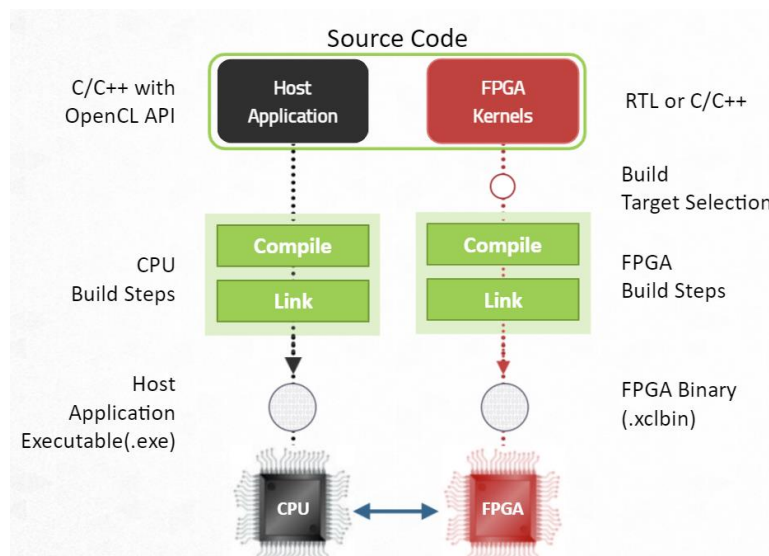 Source Code
C/C++ with
OpenCL API
Host
Application
FPGA
Kernels
RTL or C/C++
Build
Target Selection
CPU
Build Steps
Compile
Link
Compile
Link
FPGA
Build Steps
Host
Application
Executable(.exe)
FPGA Binary
(.xclbin)
CPU
FPGA